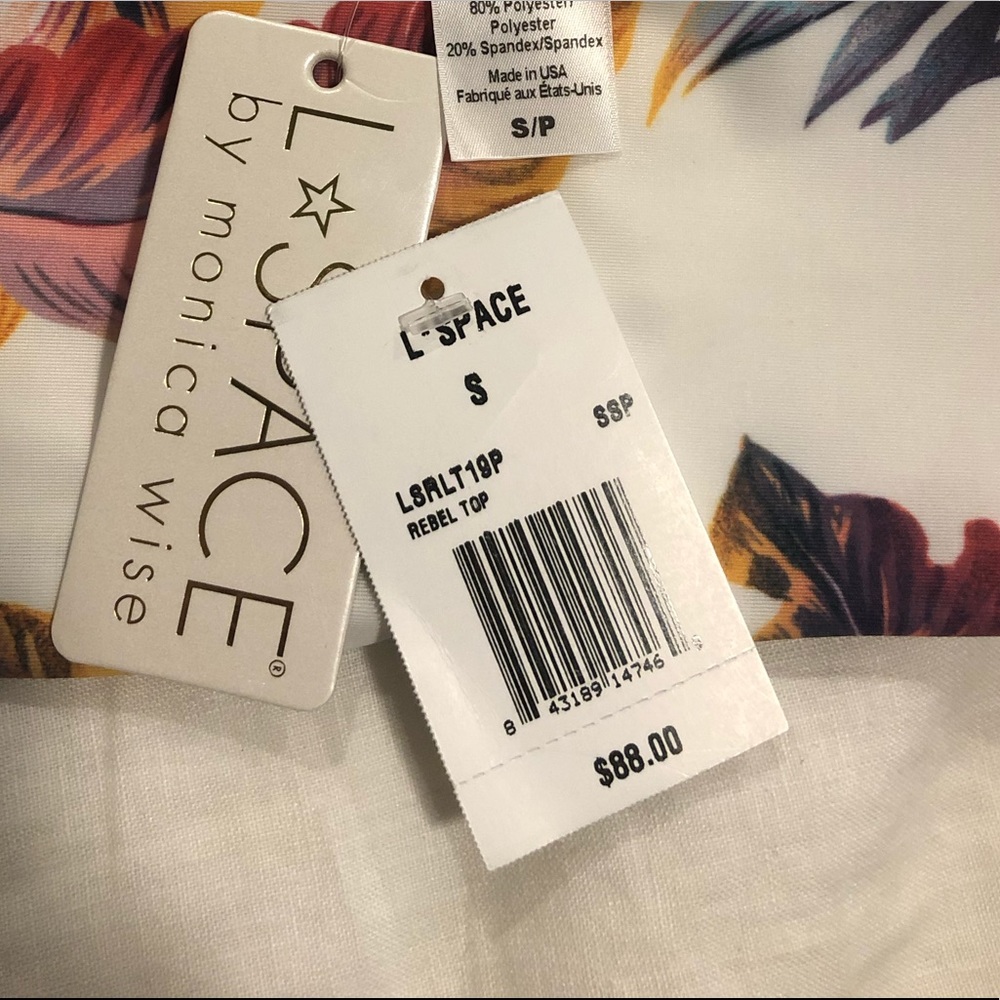 80% Polyester/
Polyester
20% Spandex/Spandex
Made in USA
Fabriqué aux États-Unis
S/P
L☆SPACE®
by monica wise
L*SPACE
S
SSP
LSRLT19P
REBEL TOP
8 43189 14746
$88.00